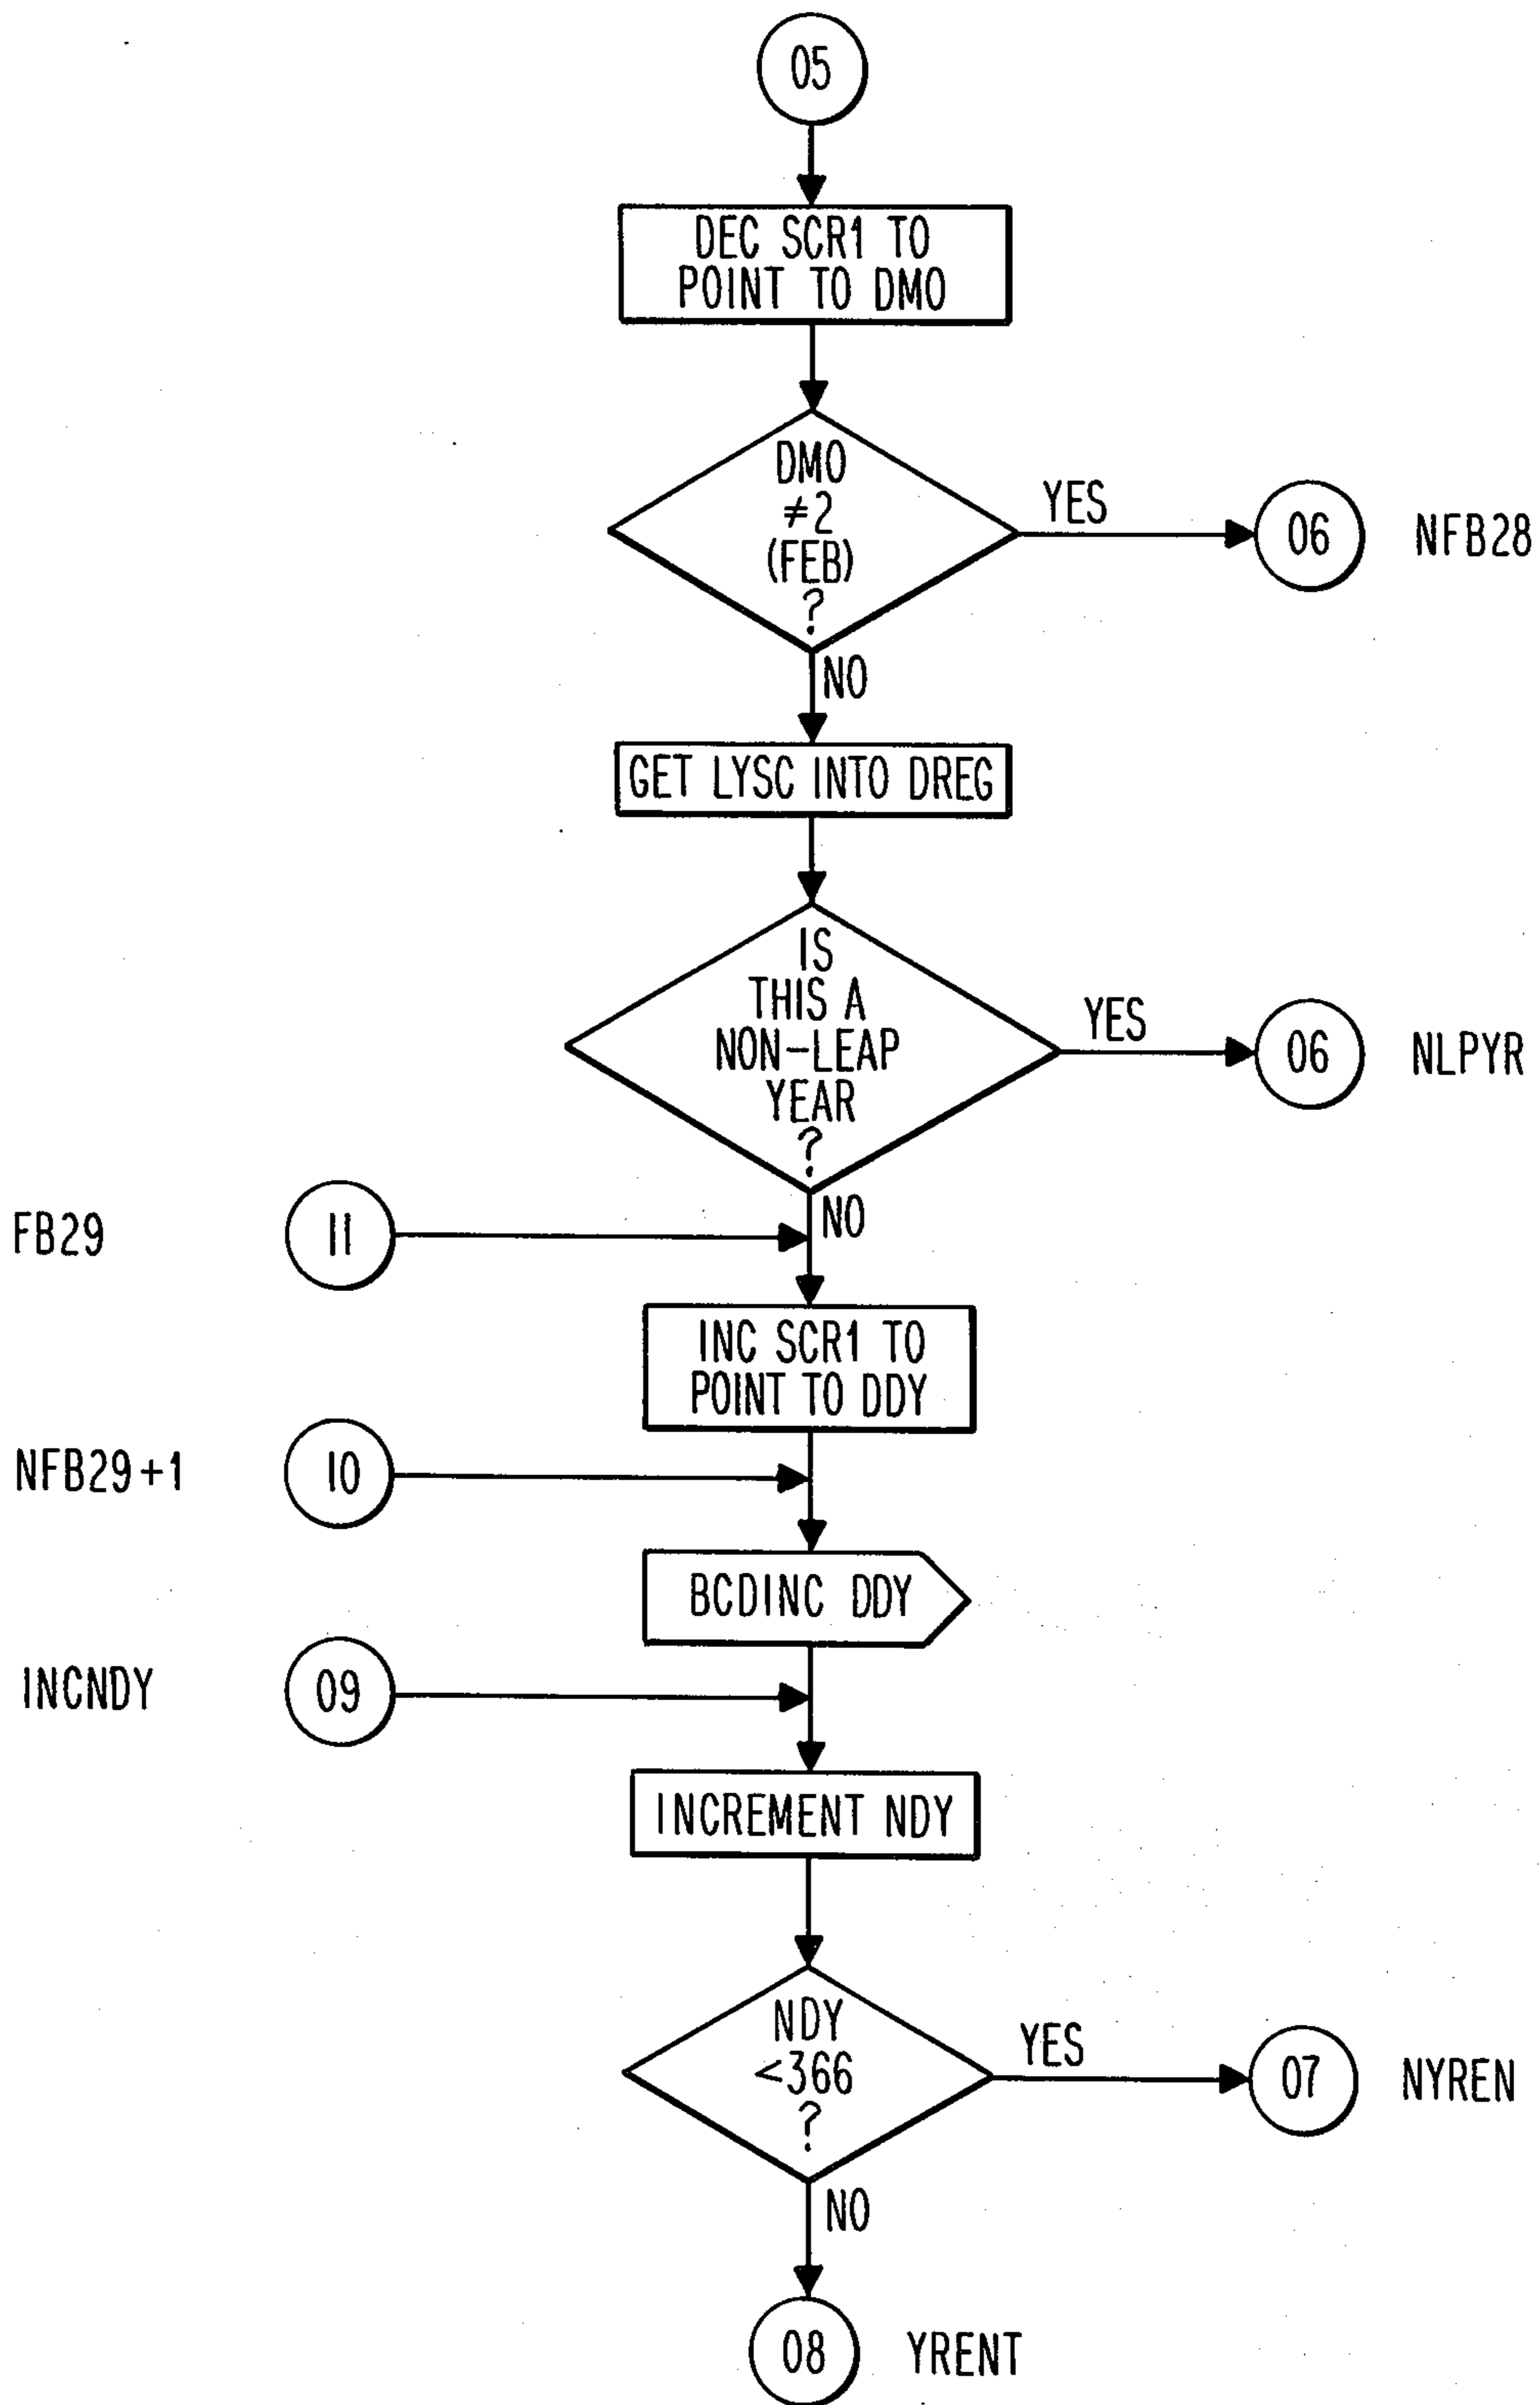 05
DEC SCR1 TO
POINT TO DMO
DMO
≠2
(FEB)
?
YES
06
NFB28
NO
GET LYSC INTO DREG
IS
THIS A
NON-LEAP
YEAR
?
YES
06
NLPYR
NO
FB29
11
INC SCR1 TO
POINT TO DDY
NFB29+1
10
BCDINC DDY
INCNDY
09
INCREMENT NDY
NDY
<366
?
YES
07
NYREN
NO
08
YRENT